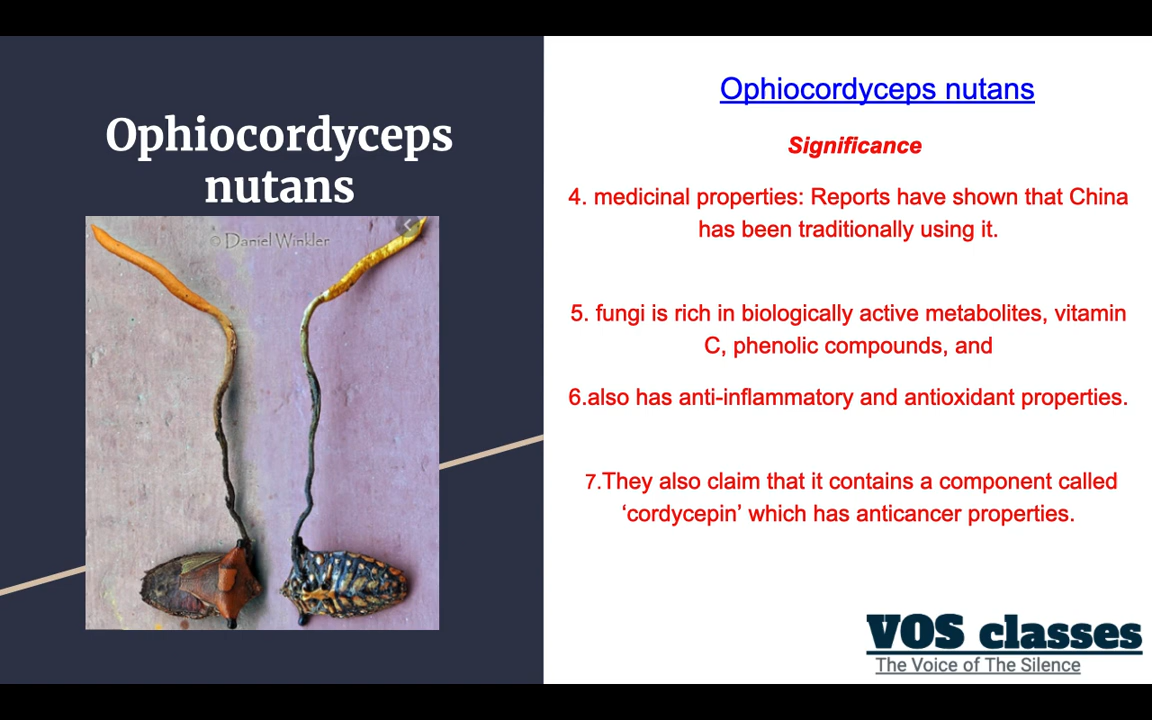 Ophiocordyceps
nutans
© Daniel Winkler
Ophiocordyceps nutans
Significance
4. medicinal properties: Reports have shown that China
has been traditionally using it.
5. fungi is rich in biologically active metabolites, vitamin
C, phenolic compounds, and
6.also has anti-inflammatory and antioxidant properties.
7.They also claim that it contains a component called
‘cordycepin’ which has anticancer properties.
VOS classes
The Voice of The Silence